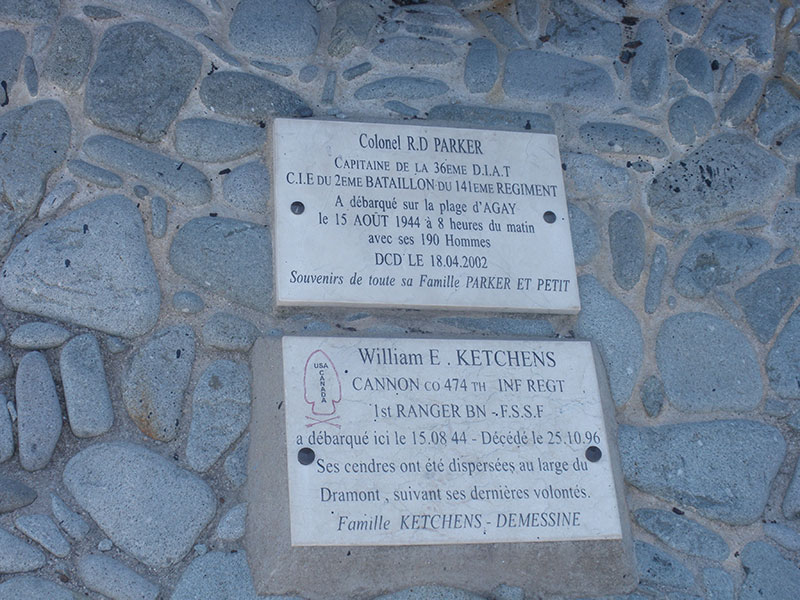 Colonel R.D PARKER
CAPITAINE DE LA 36EME D.I.A.T
C.I.E DU 2EME BATAILLON DU 141EME REGIMENT
A débarqué sur la plage d'AGAY
le 15 AOÛT 1944 à 8 heures du matin
avec ses 190 Hommes
DCD LE 18.04.2002
Souvenirs de toute sa Famille PARKER ET PETIT
USA
CANADA
William E . KETCHENS
CANNON CO 474 TH INF REGT
1st RANGER BN - F.S.S.F
a débarqué ici le 15.08 44 - Décédé le 25.10.96
Ses cendres ont été dispersées au large du
Dramont , suivant ses dernières volontés.
Famille KETCHENS - DEMESSINE